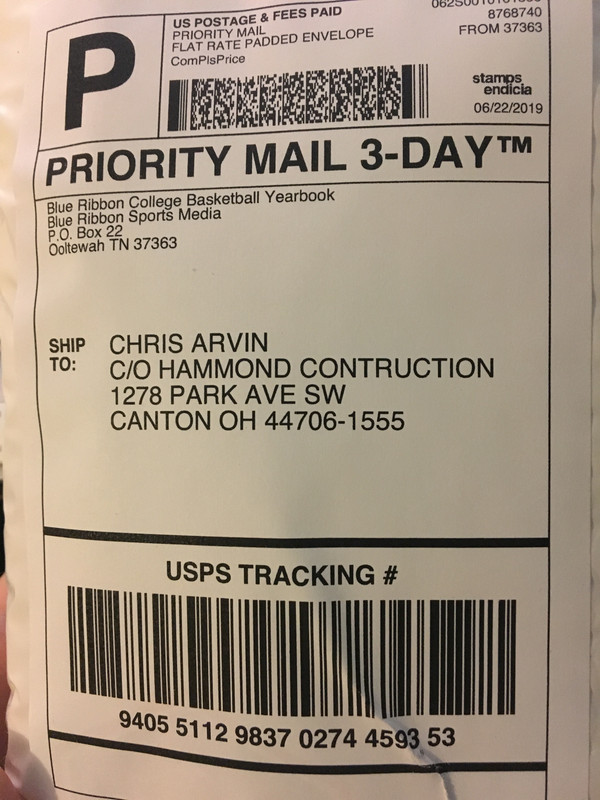 P
US POSTAGE & FEES PAID
PRIORITY MAIL
FLAT RATE PADDED ENVELOPE
ComPlsPrice
8768740
FROM 37363
stamps
endicia
06/22/2019
PRIORITY MAIL 3-DAY™
Blue Ribbon College Basketball Yearbook
Blue Ribbon Sports Media
P.O. Box 22
Ooltewah TN 37363
SHIP TO:
CHRIS ARVIN
C/O HAMMOND CONTRUCTION
1278 PARK AVE SW
CANTON OH 44706-1555
USPS TRACKING #
9405 5112 9837 0274 4593 53